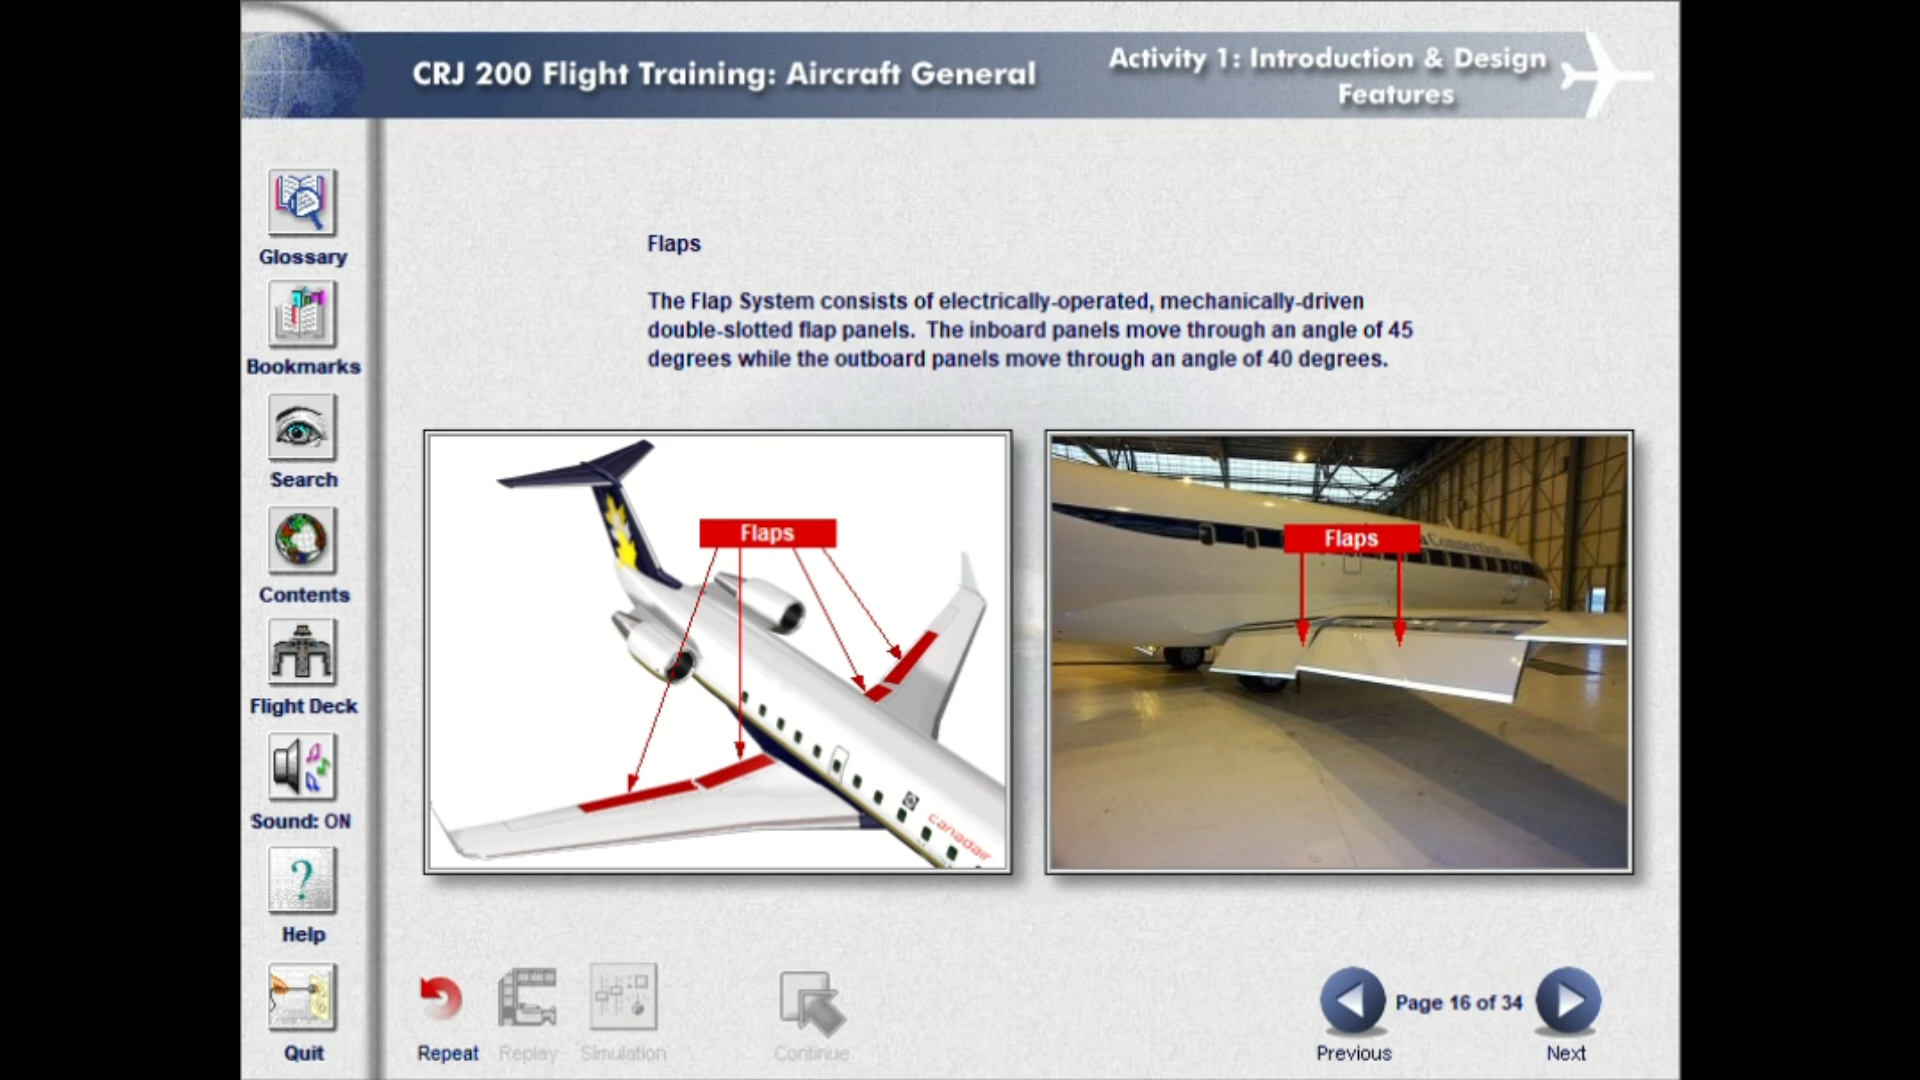 CRJ 200 Flight Training: Aircraft General
Activity 1: Introduction & Design
Features
Glossary
Bookmarks
Search
Contents
Flight Deck
Sound: ON
Help
Quit
Flaps
The Flap System consists of electrically-operated, mechanically-driven
double-slotted flap panels.  The inboard panels move through an angle of 45
degrees while the outboard panels move through an angle of 40 degrees.
Flaps
canadair
Flaps
Connection
Repeat
Replay
Simulation
Continue
Previous
Page 16 of 34
Next